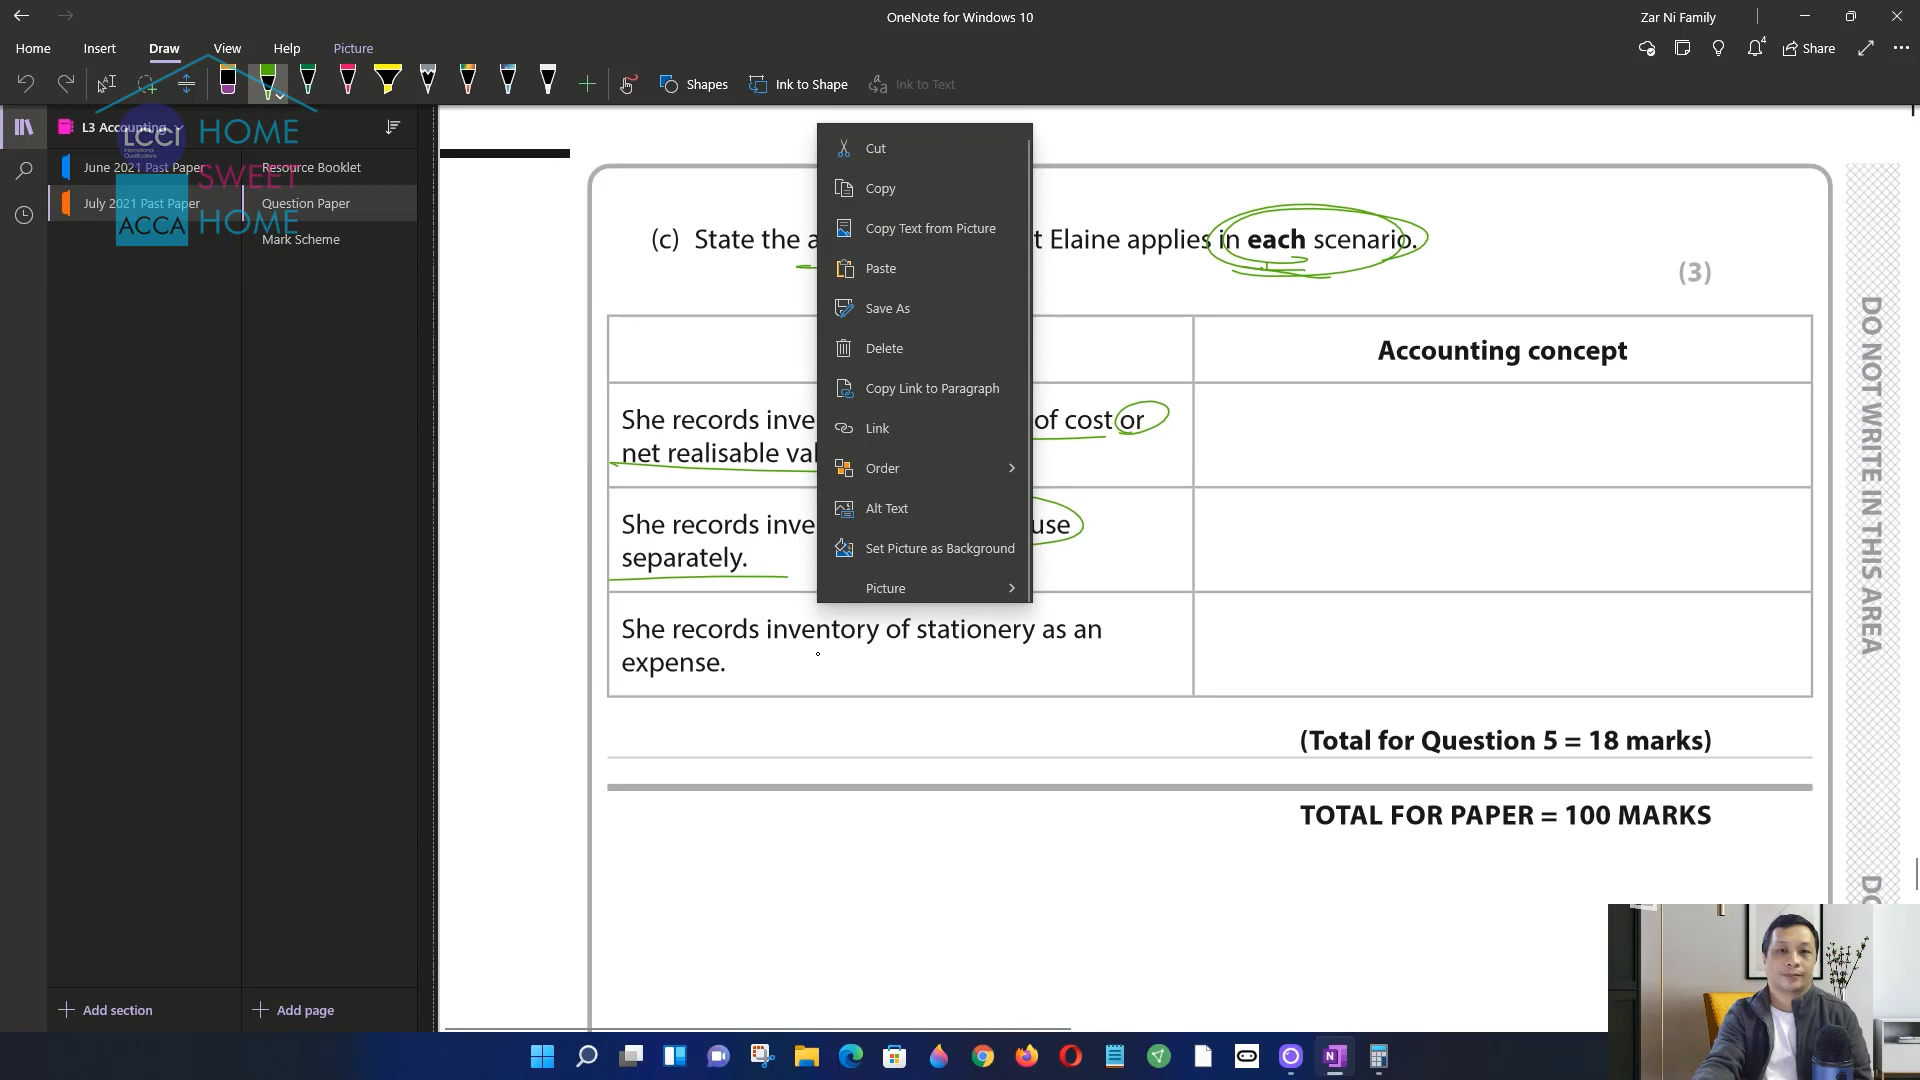 OneNote for Windows 10
Zar Ni Family
Home Insert Draw View Help Picture
4
Share
Shapes
Ink to Shape
Ink to Text
L3 Accounting
LCCI
International
Qualifications
HOME
SWEET
HOME
ACCA
June 2021 Past Paper
July 2021 Past Paper
Resource Booklet
Question Paper
Mark Scheme
Cut
Copy
Copy Text from Picture
Paste
Save As
Delete
Copy Link to Paragraph
Link
Order
Alt Text
Set Picture as Background
Picture
(c) State the a
t Elaine applies in each scenario.
(3)
Accounting concept
She records inve
of cost or
net realisable val
She records inve
use
separately.
She records inventory of stationery as an
expense.
(Total for Question 5 = 18 marks)
TOTAL FOR PAPER = 100 MARKS
DO NOT WRITE IN THIS AREA
DO
Add section
Add page
N